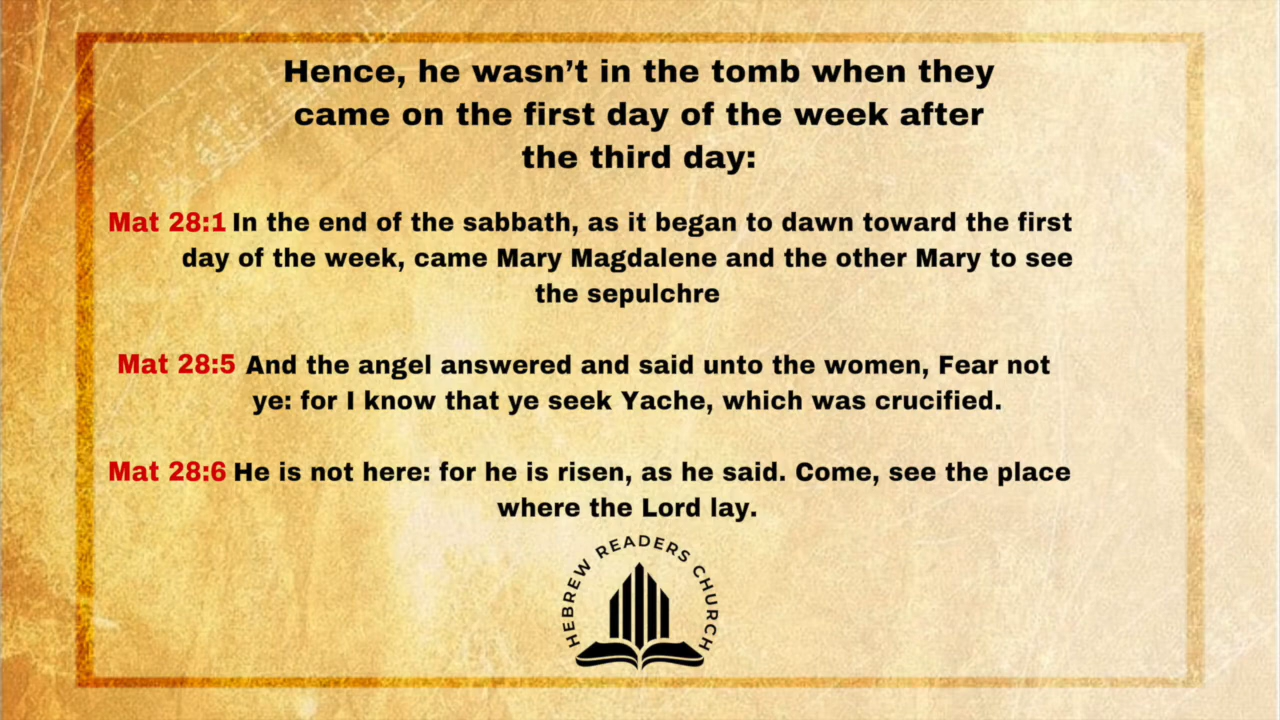 Hence, he wasn’t in the tomb when they
came on the first day of the week after
the third day:
Mat 28:1 In the end of the sabbath, as it began to dawn toward the first
day of the week, came Mary Magdalene and the other Mary to see
the sepulchre
Mat 28:5 And the angel answered and said unto the women, Fear not
ye: for I know that ye seek Yache, which was crucified.
Mat 28:6 He is not here: for he is risen, as he said. Come, see the place
where the Lord lay.
HEBREW READERS CHURCH